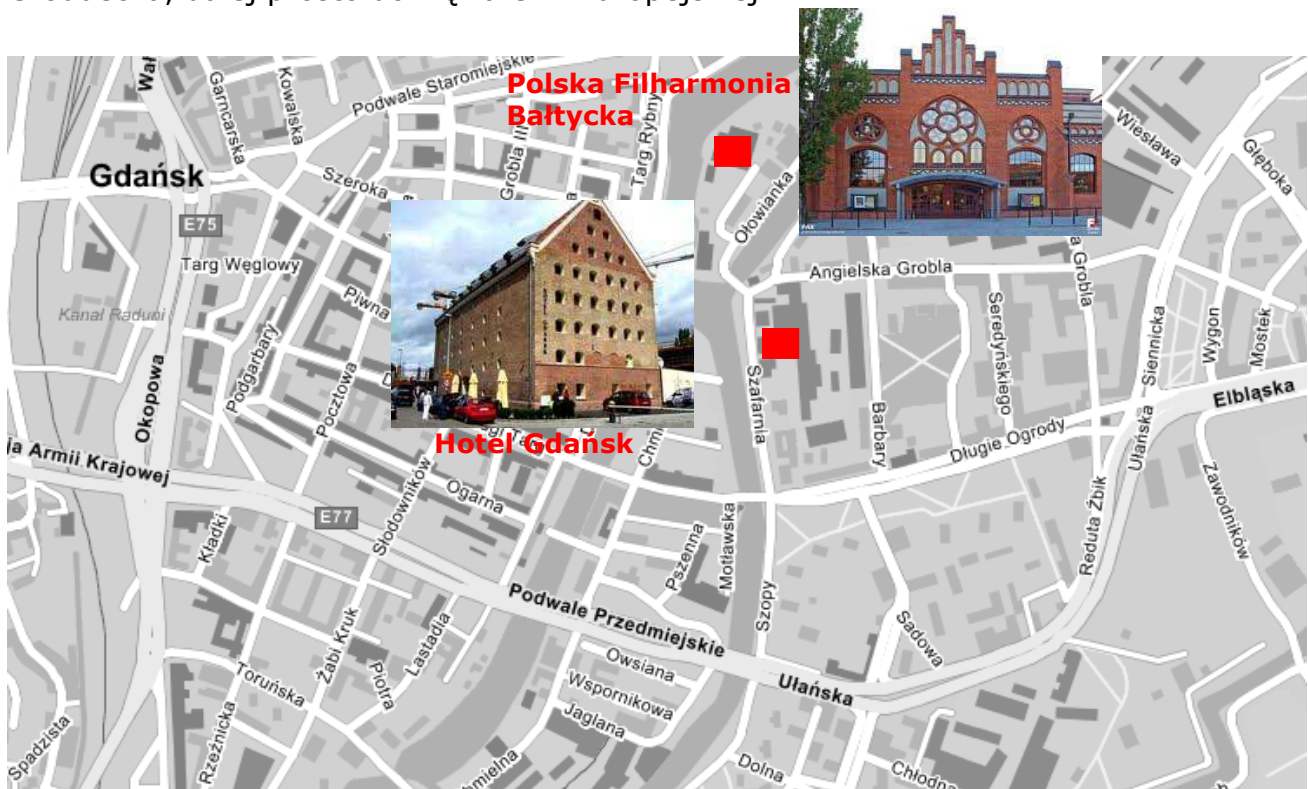 Polska Filharmonia
Bałtycka
Hotel Gdańsk
Gdańsk
Garncarska
Kowalska
Podwale Staromiejskie
Targ Rybny
Grobla III
Szeroka
E75
Targ Węglowy
Kanał Raduni
Piwna
Ołowianka
Wiesława
Głęboka
Angielska Grobla
Grobla
Seredyńskiego
Podgarbary
Pocztowa
Okopowa
Szafarnia
Barbary
Długie Ogrody
Ułańska
Siennicka
Wygon
Mostek
Elbląska
Armii Krajowej
Słodowników
Ogarna
E77
Kładki
Pszenna
Motławska
Szopy
Reduta Żbik
Zawodników
Podwale Przedmiejskie
Żabi Kruk
Lastadia
Piotra
Toruńska
Owsiana
Wspornikowa
Jaglana
Sadowa
Ułańska
Rzeźnicka
Spadzista
Dolna
Chłodna